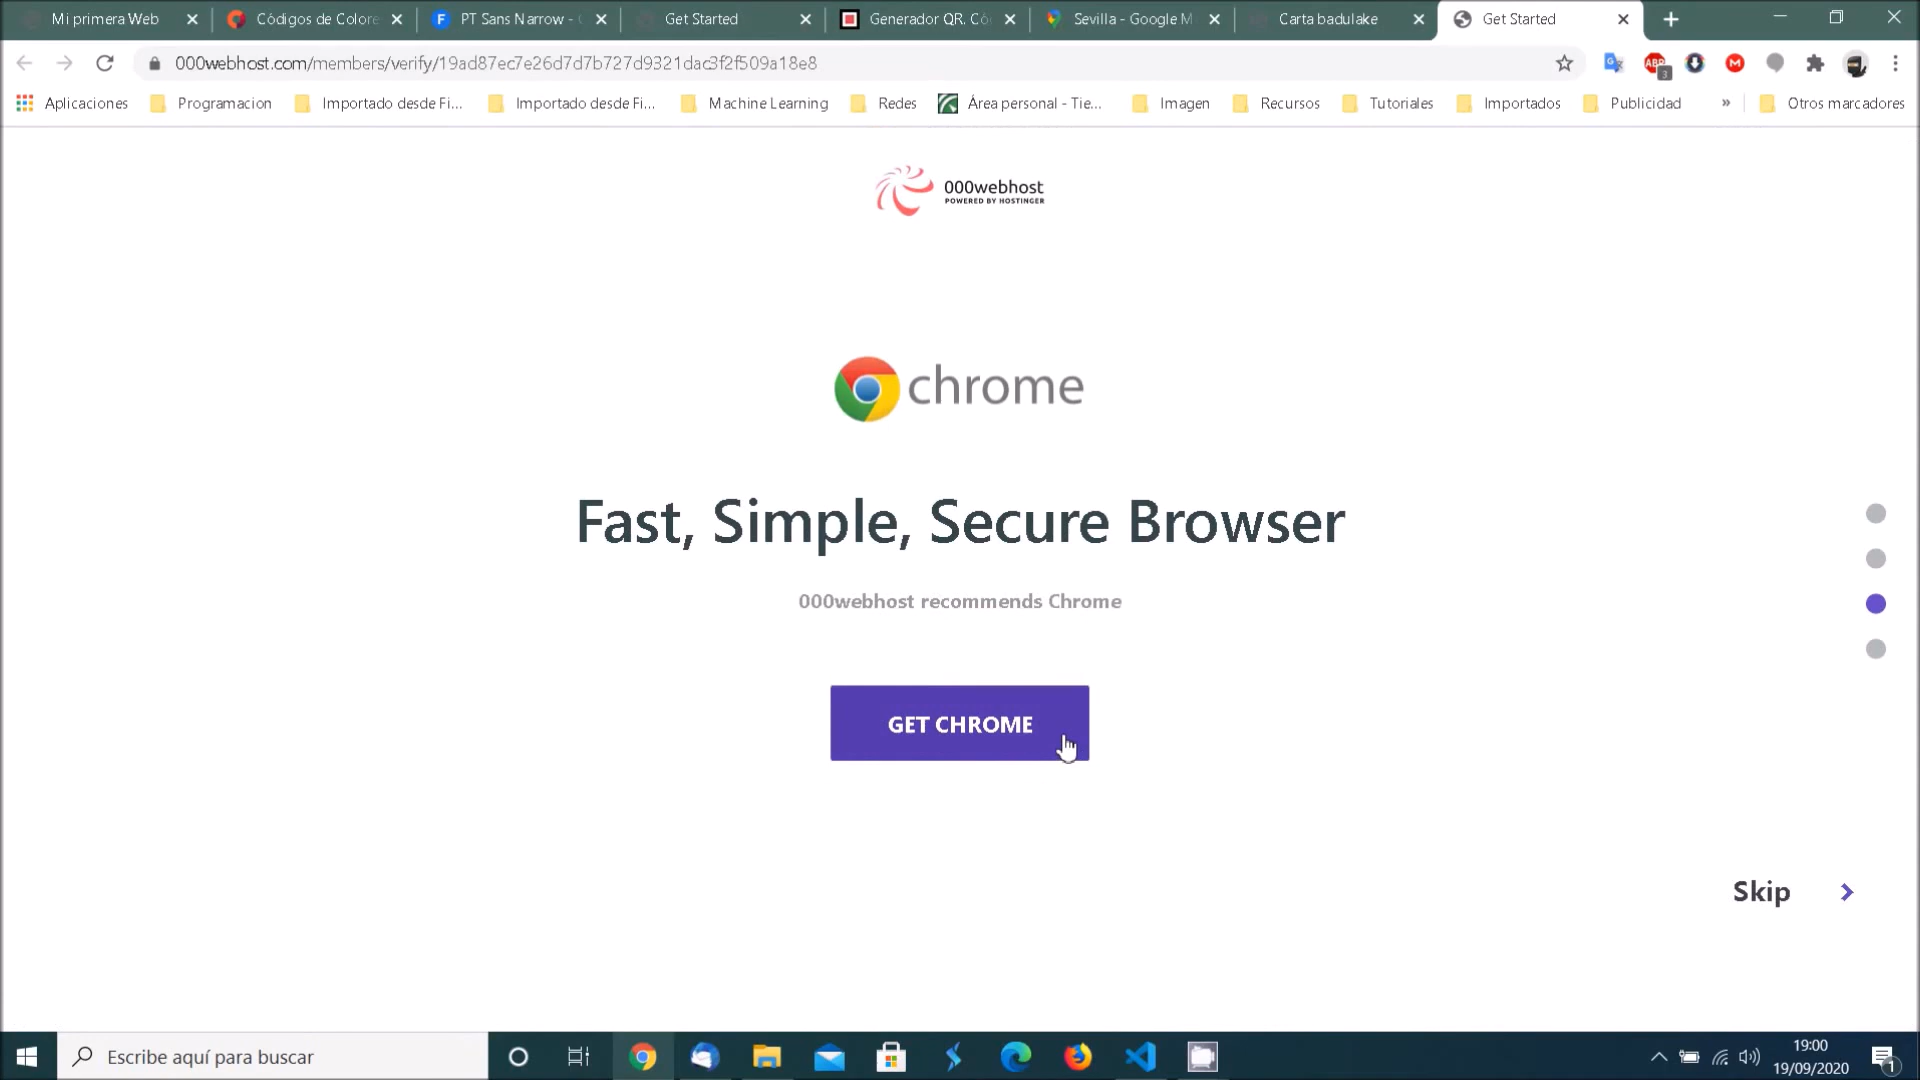 Mi primera Web
Códigos de Colore
PT Sans Narrow - G
Get Started
Generador QR. Có
Sevilla - Google M
Carta badulake
Get Started
000webhost.com/members/verify/19ad87ec7e26d7d7b727d9321dac3f2f509a18e8
ABP
3
Aplicaciones
Programacion
Importado desde Fi...
Importado desde Fi...
Machine Learning
Redes
Área personal - Tie...
Imagen
Recursos
Tutoriales
Importados
Publicidad
»
Otros marcadores
000webhost
POWERED BY HOSTINGER
chrome
Fast, Simple, Secure Browser
000webhost recommends Chrome
GET CHROME
Skip
Escribe aquí para buscar
19:00
19/09/2020
1